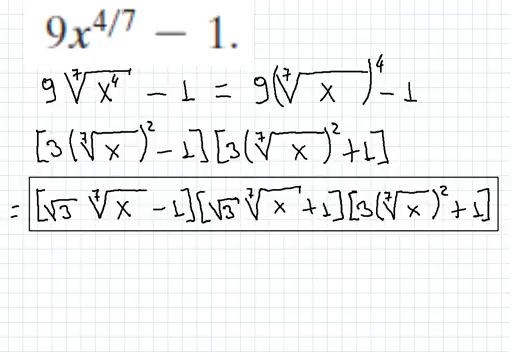 9x^{4/7} − 1.
9 ⁷√(x⁴) − 1 = 9(⁷√x)⁴ − 1
[3(⁷√x)² − 1][3(⁷√x)² + 1]
= [√3 ⁷√x − 1][√3 ⁷√x + 1][3(⁷√x)² + 1]